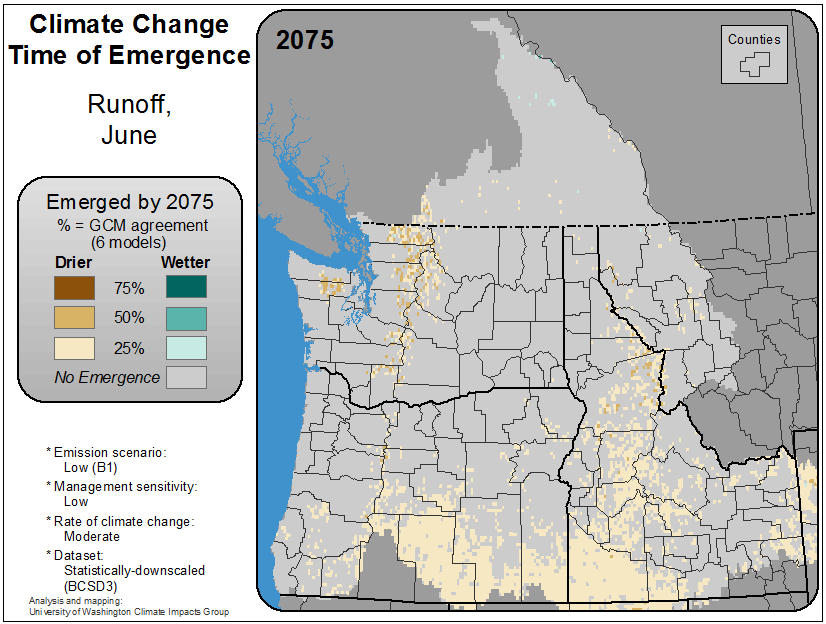 Climate Change
Time of Emergence
Runoff,
June
Emerged by 2075
% = GCM agreement
(6 models)
Drier Wetter
75%
50%
25%
No Emergence
* Emission scenario:
Low (B1)
* Management sensitivity:
Low
* Rate of climate change:
Moderate
* Dataset:
Statistically-downscaled
(BCSD3)
Analysis and mapping:
University of Washington Climate Impacts Group
2075
Counties